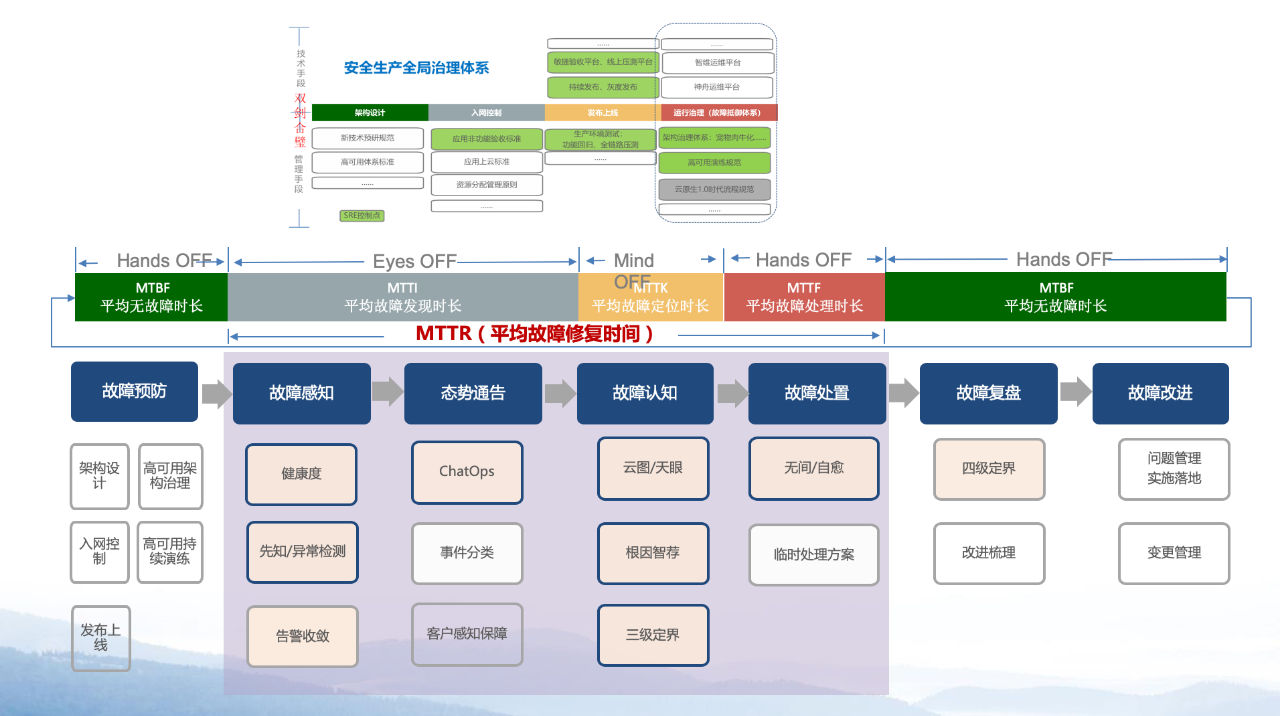 安全生产全局治理体系
技术手段
双剑合璧
管理手段
……
敏捷验收平台、线上压测平台
持续发布、灰度发布
……
智维运维平台
神舟运维平台
架构设计
入网控制
发布上线
运行治理（故障抵御体系）
新技术预研规范
高可用体系标准
……
应用非功能验收标准
应用上云标准
资源分配管理原则
……
生产环境测试：
功能回归、全链路压测
……
架构治理体系：宠物肉牛化……
高可用演练规范
云原生1.0时代流程规范
……
SRE控制点
Hands OFF
Eyes OFF
Mind
OFF
Hands OFF
Hands OFF
MTBF
平均无故障时长
MTTI
平均故障发现时长
MTTK
平均故障定位时长
MTTF
平均故障处理时长
MTBF
平均无故障时长
MTTR（平均故障修复时间）
故障预防
故障感知
态势通告
故障认知
故障处置
故障复盘
故障改进
架构设
计
高可用架
构治理
入网控
制
高可用持
续演练
发布上
线
健康度
先知/异常检测
告警收敛
ChatOps
事件分类
客户感知保障
云图/天眼
根因智荐
三级定界
无间/自愈
临时处理方案
四级定界
改进梳理
问题管理
实施落地
变更管理